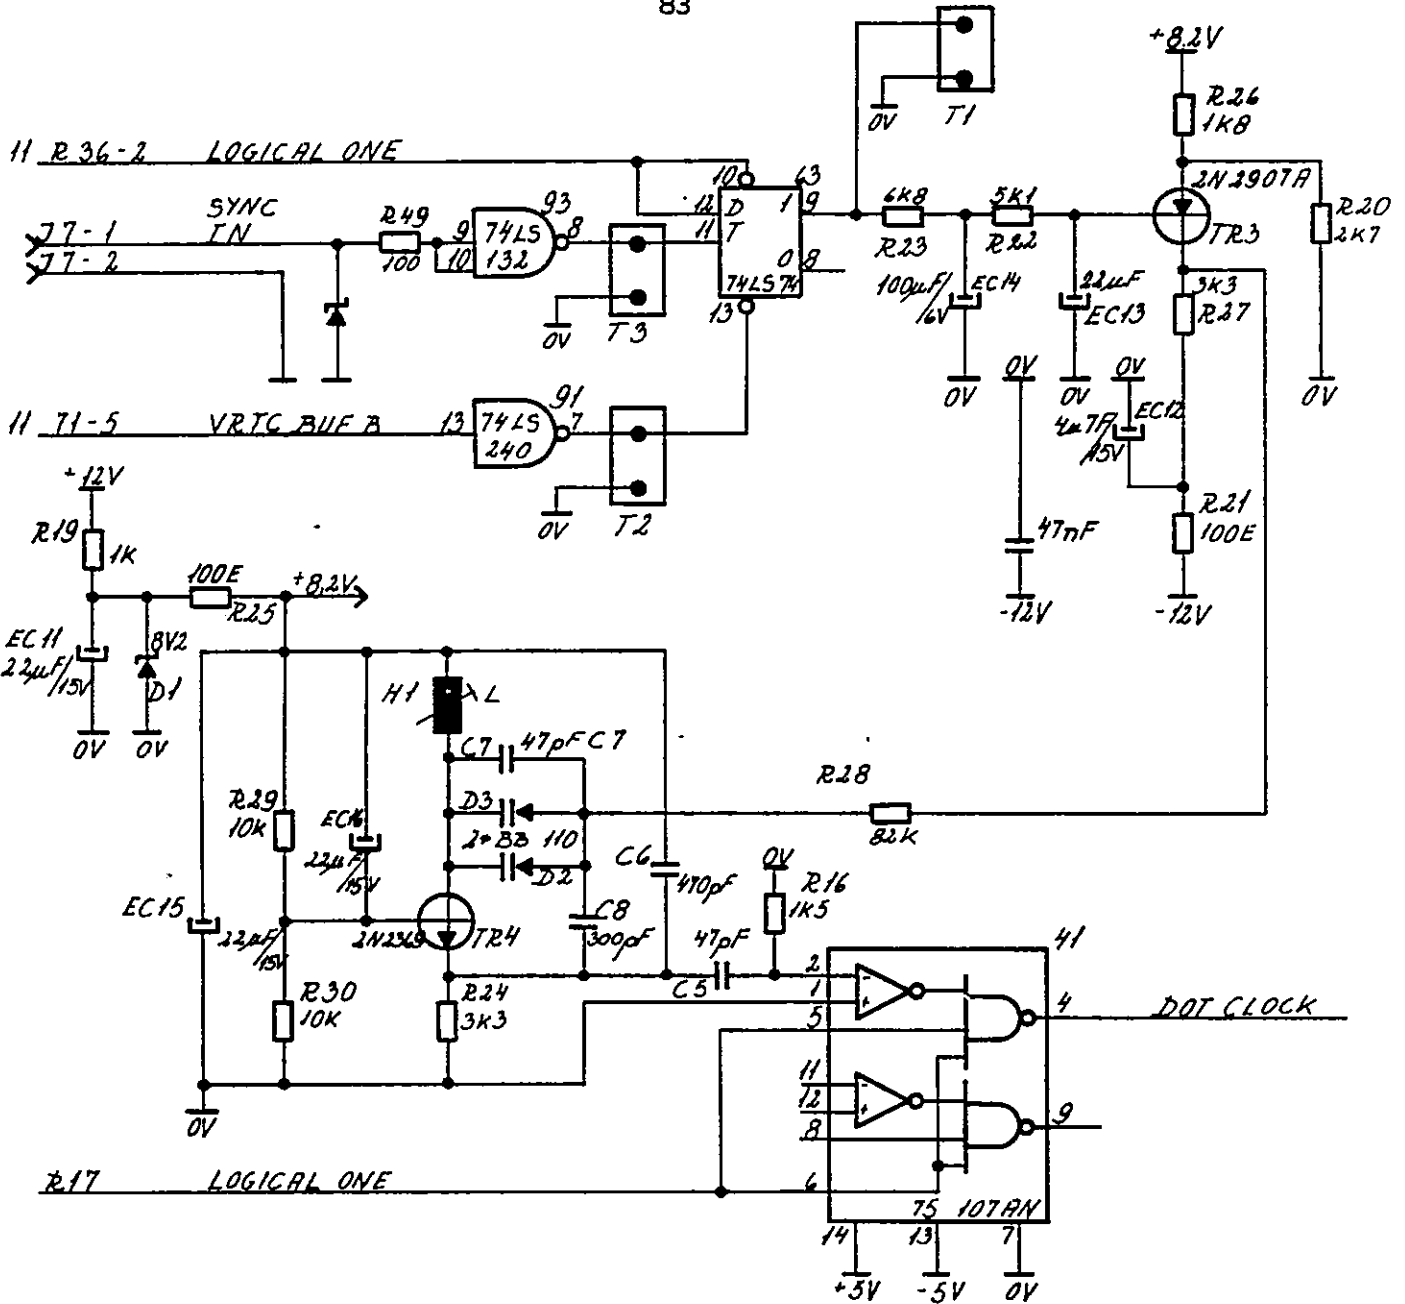 83
+8.2V
R26
1K8
0V
T1
11 R36-2 LOGICAL ONE
10
63
2N2907A
J7-1
SYNC
IN
R49
100
9
10
93
74LS
132
8
12
11
D
T
1
9
0
8
74LS74
13
6K8
R23
5K1
R22
TR3
R20
2K7
J7-2
0V
T3
100µF/
6V
EC14
22µF
EC13
3K3
R27
0V
0V
0V
0V
0V
0V
11 71-5 VRTC BUF B
13
91
74LS
240
7
4µ7F/
15V
EC12
+12V
R19
1K
0V
T2
47nF
R21
100E
-12V
-12V
100E
R25
+8,2V
EC11
22µF/
15V
8V2
D1
0V
0V
H1
L
C7
47pF C7
R28
82K
R29
10K
EC16
22µF/
15V
D3
2* BB 110
D2
C6
470pF
0V
R16
1K5
EC15
22µF/
15V
2N2369
TR4
C8
300pF
47pF
C5
41
R30
10K
R24
3K3
2
1
5
-
+
4
DOT CLOCK
11
12
8
-
+
9
0V
R17 LOGICAL ONE
6
75 107AN
14
13
7
+5V
-5V
0V